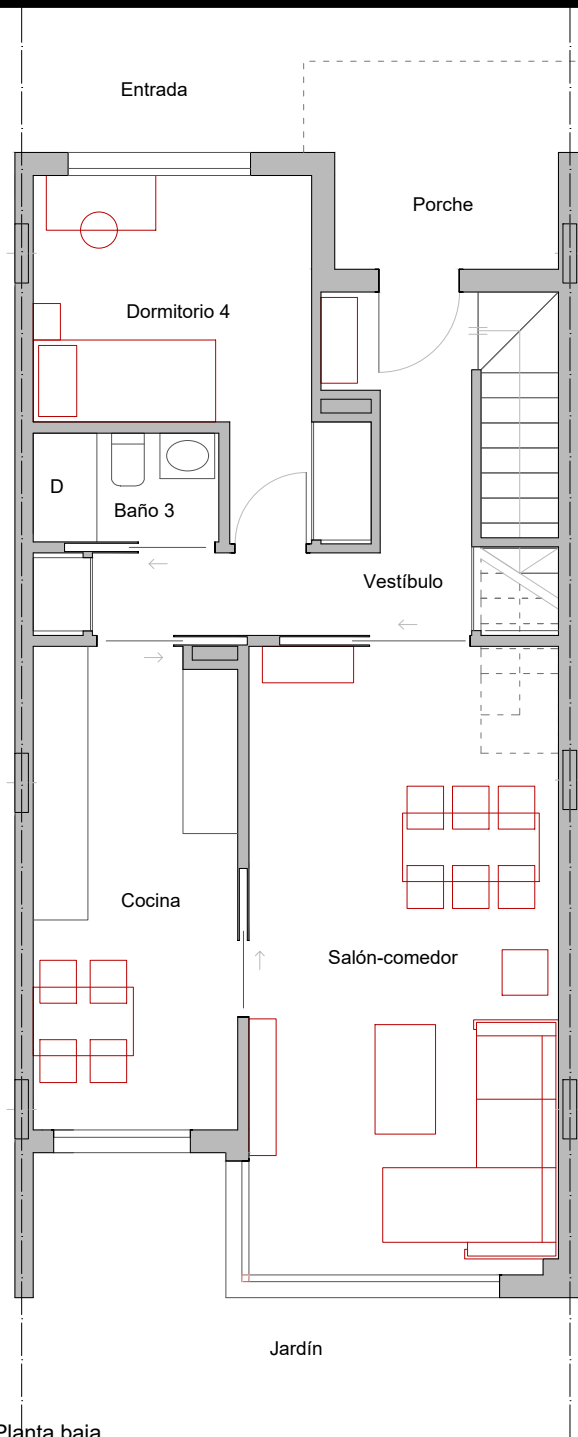 Entrada
Porche
Dormitorio 4
D
Baño 3
Vestíbulo
Cocina
Salón-comedor
Jardín
Planta baja